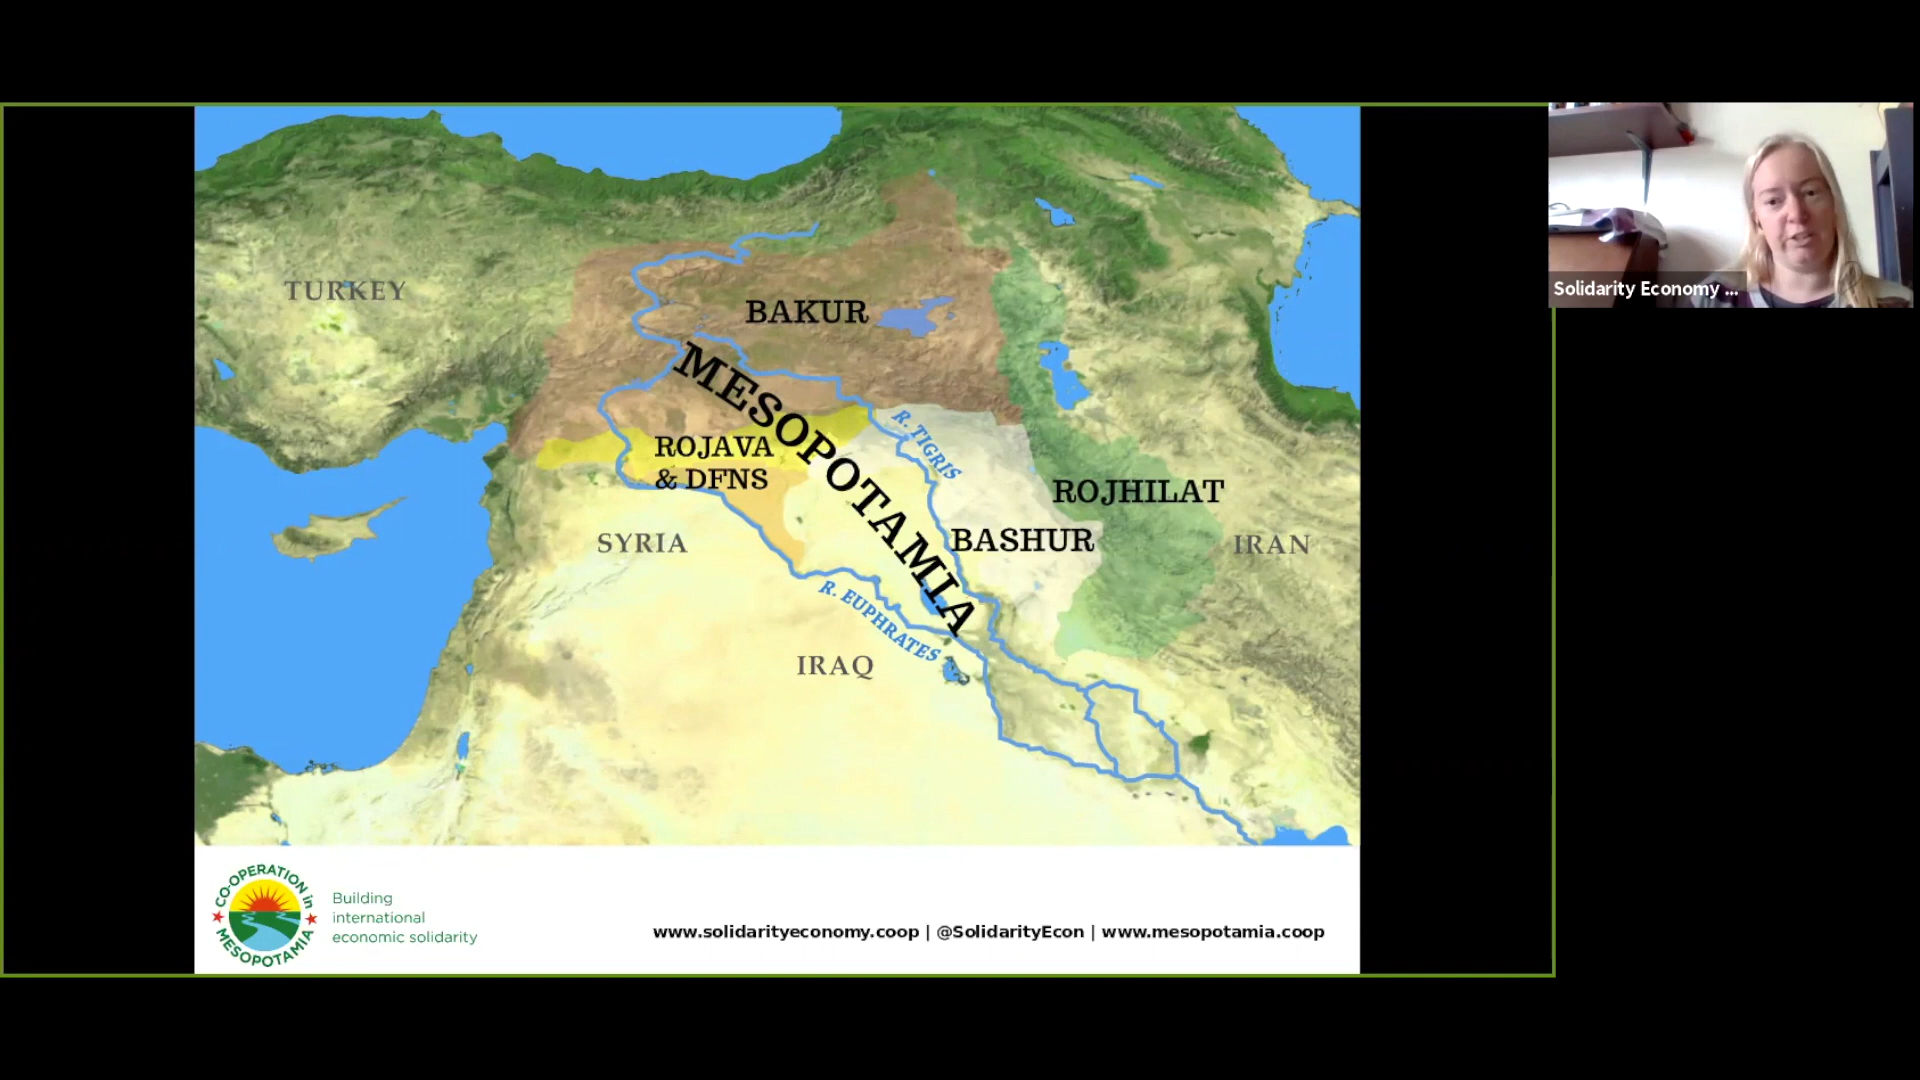 TURKEY
BAKUR
MESOPOTAMIA
R. TIGRIS
ROJAVA
& DFNS
ROJHILAT
SYRIA
BASHUR
IRAN
R. EUPHRATES
IRAQ
CO-OPERATION in
MESOPOTAMIA
Building
international
economic solidarity
www.solidarityeconomy.coop | @SolidarityEcon | www.mesopotamia.coop
Solidarity Economy ...